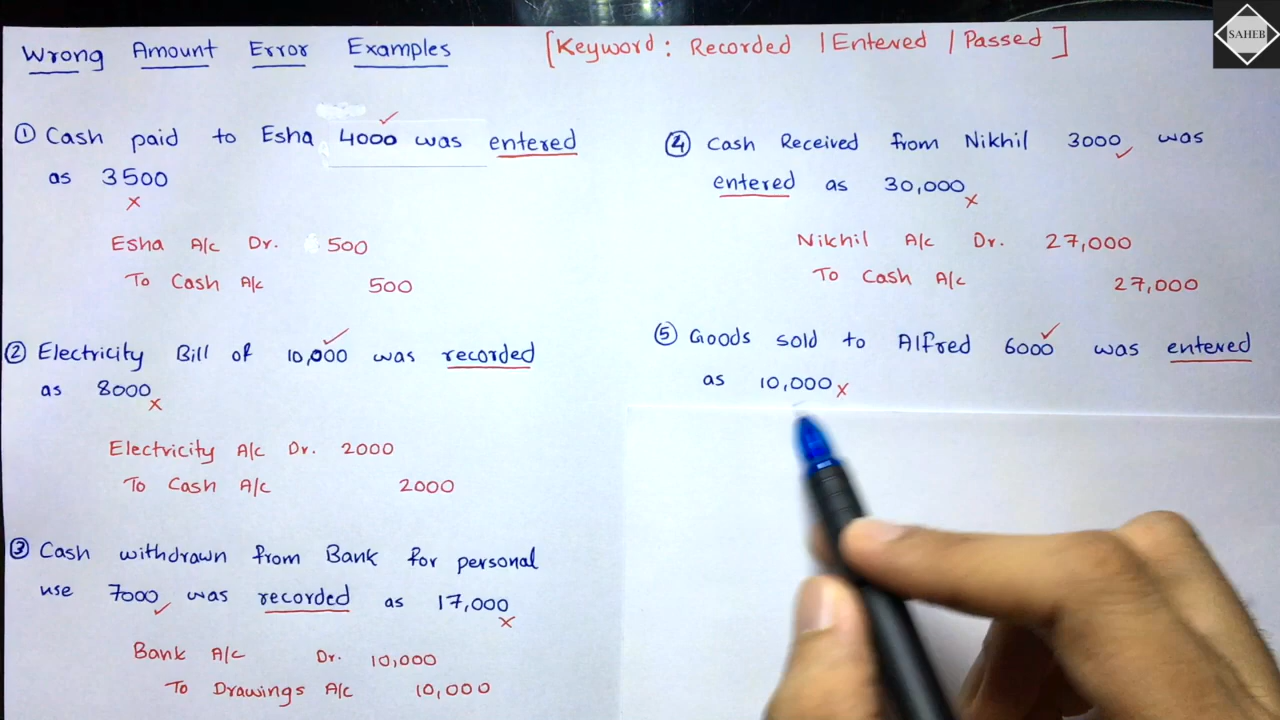 Wrong Amount Error Examples [Keyword: Recorded | Entered | Passed]
SAHEB
① Cash paid to Esha 4000 was entered
as 3500
Esha A/c Dr. 500
To Cash A/c 500
② Electricity Bill of 10,000 was recorded
as 8000
Electricity A/c Dr. 2000
To Cash A/c 2000
③ Cash withdrawn from Bank for personal
use 7000 was recorded as 17,000
Bank A/c Dr. 10,000
To Drawings A/c 10,000
④ Cash Received from Nikhil 3000 was
entered as 30,000
Nikhil A/c Dr. 27,000
To Cash A/c 27,000
⑤ Goods sold to Alfred 6000 was entered
as 10,000